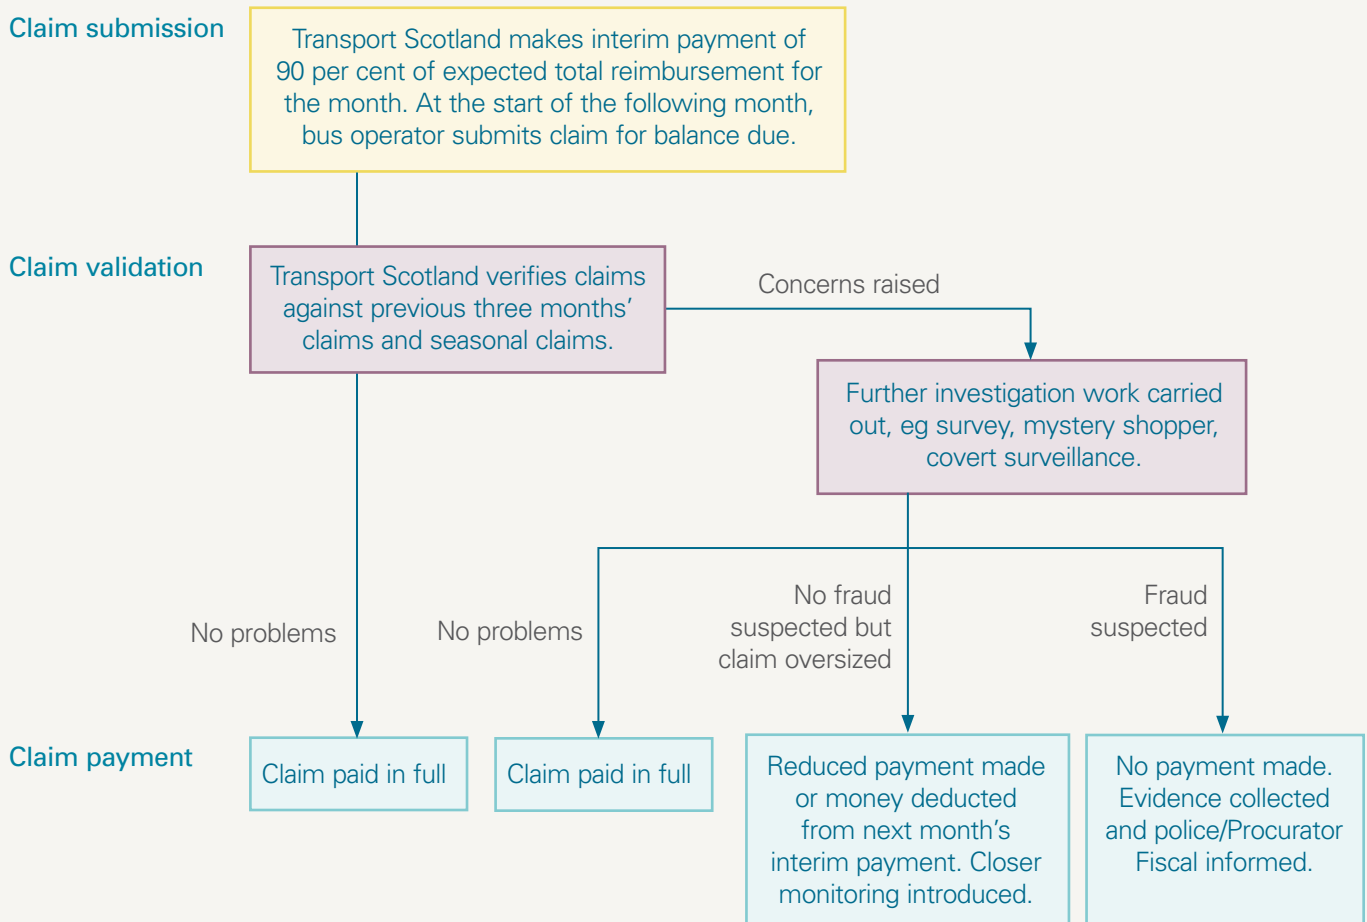 Claim submission
Transport Scotland makes interim payment of
90 per cent of expected total reimbursement for
the month. At the start of the following month,
bus operator submits claim for balance due.
Claim validation
Transport Scotland verifies claims
against previous three months’
claims and seasonal claims.
Concerns raised
Further investigation work carried
out, eg survey, mystery shopper,
covert surveillance.
No problems
No problems
No fraud
suspected but
claim oversized
Fraud
suspected
Claim payment
Claim paid in full
Claim paid in full
Reduced payment made
or money deducted
from next month’s
interim payment. Closer
monitoring introduced.
No payment made.
Evidence collected
and police/Procurator
Fiscal informed.